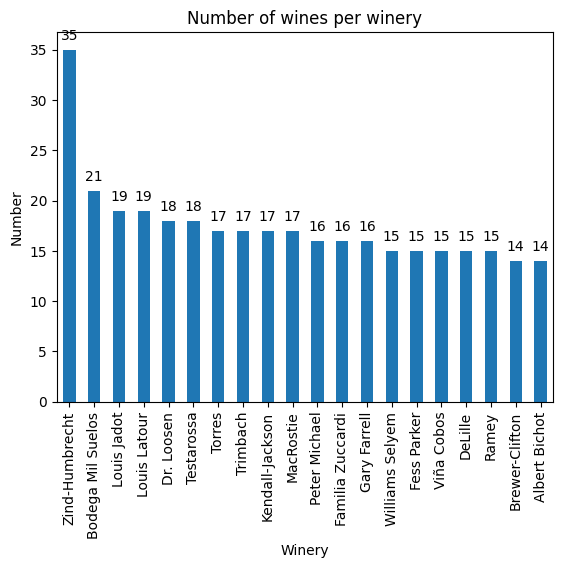 Number of wines per winery
Number
35
30
25
20
15
10
5
0
35
21
19
19
18
18
17
17
17
17
16
16
16
15
15
15
15
15
14
14
Zind-Humbrecht
Bodega Mil Suelos
Louis Jadot
Louis Latour
Dr. Loosen
Testarossa
Torres
Trimbach
Kendall-Jackson
MacRostie
Peter Michael
Familia Zuccardi
Gary Farrell
Williams Selyem
Fess Parker
Viña Cobos
DeLille
Ramey
Brewer-Clifton
Albert Bichot
Winery